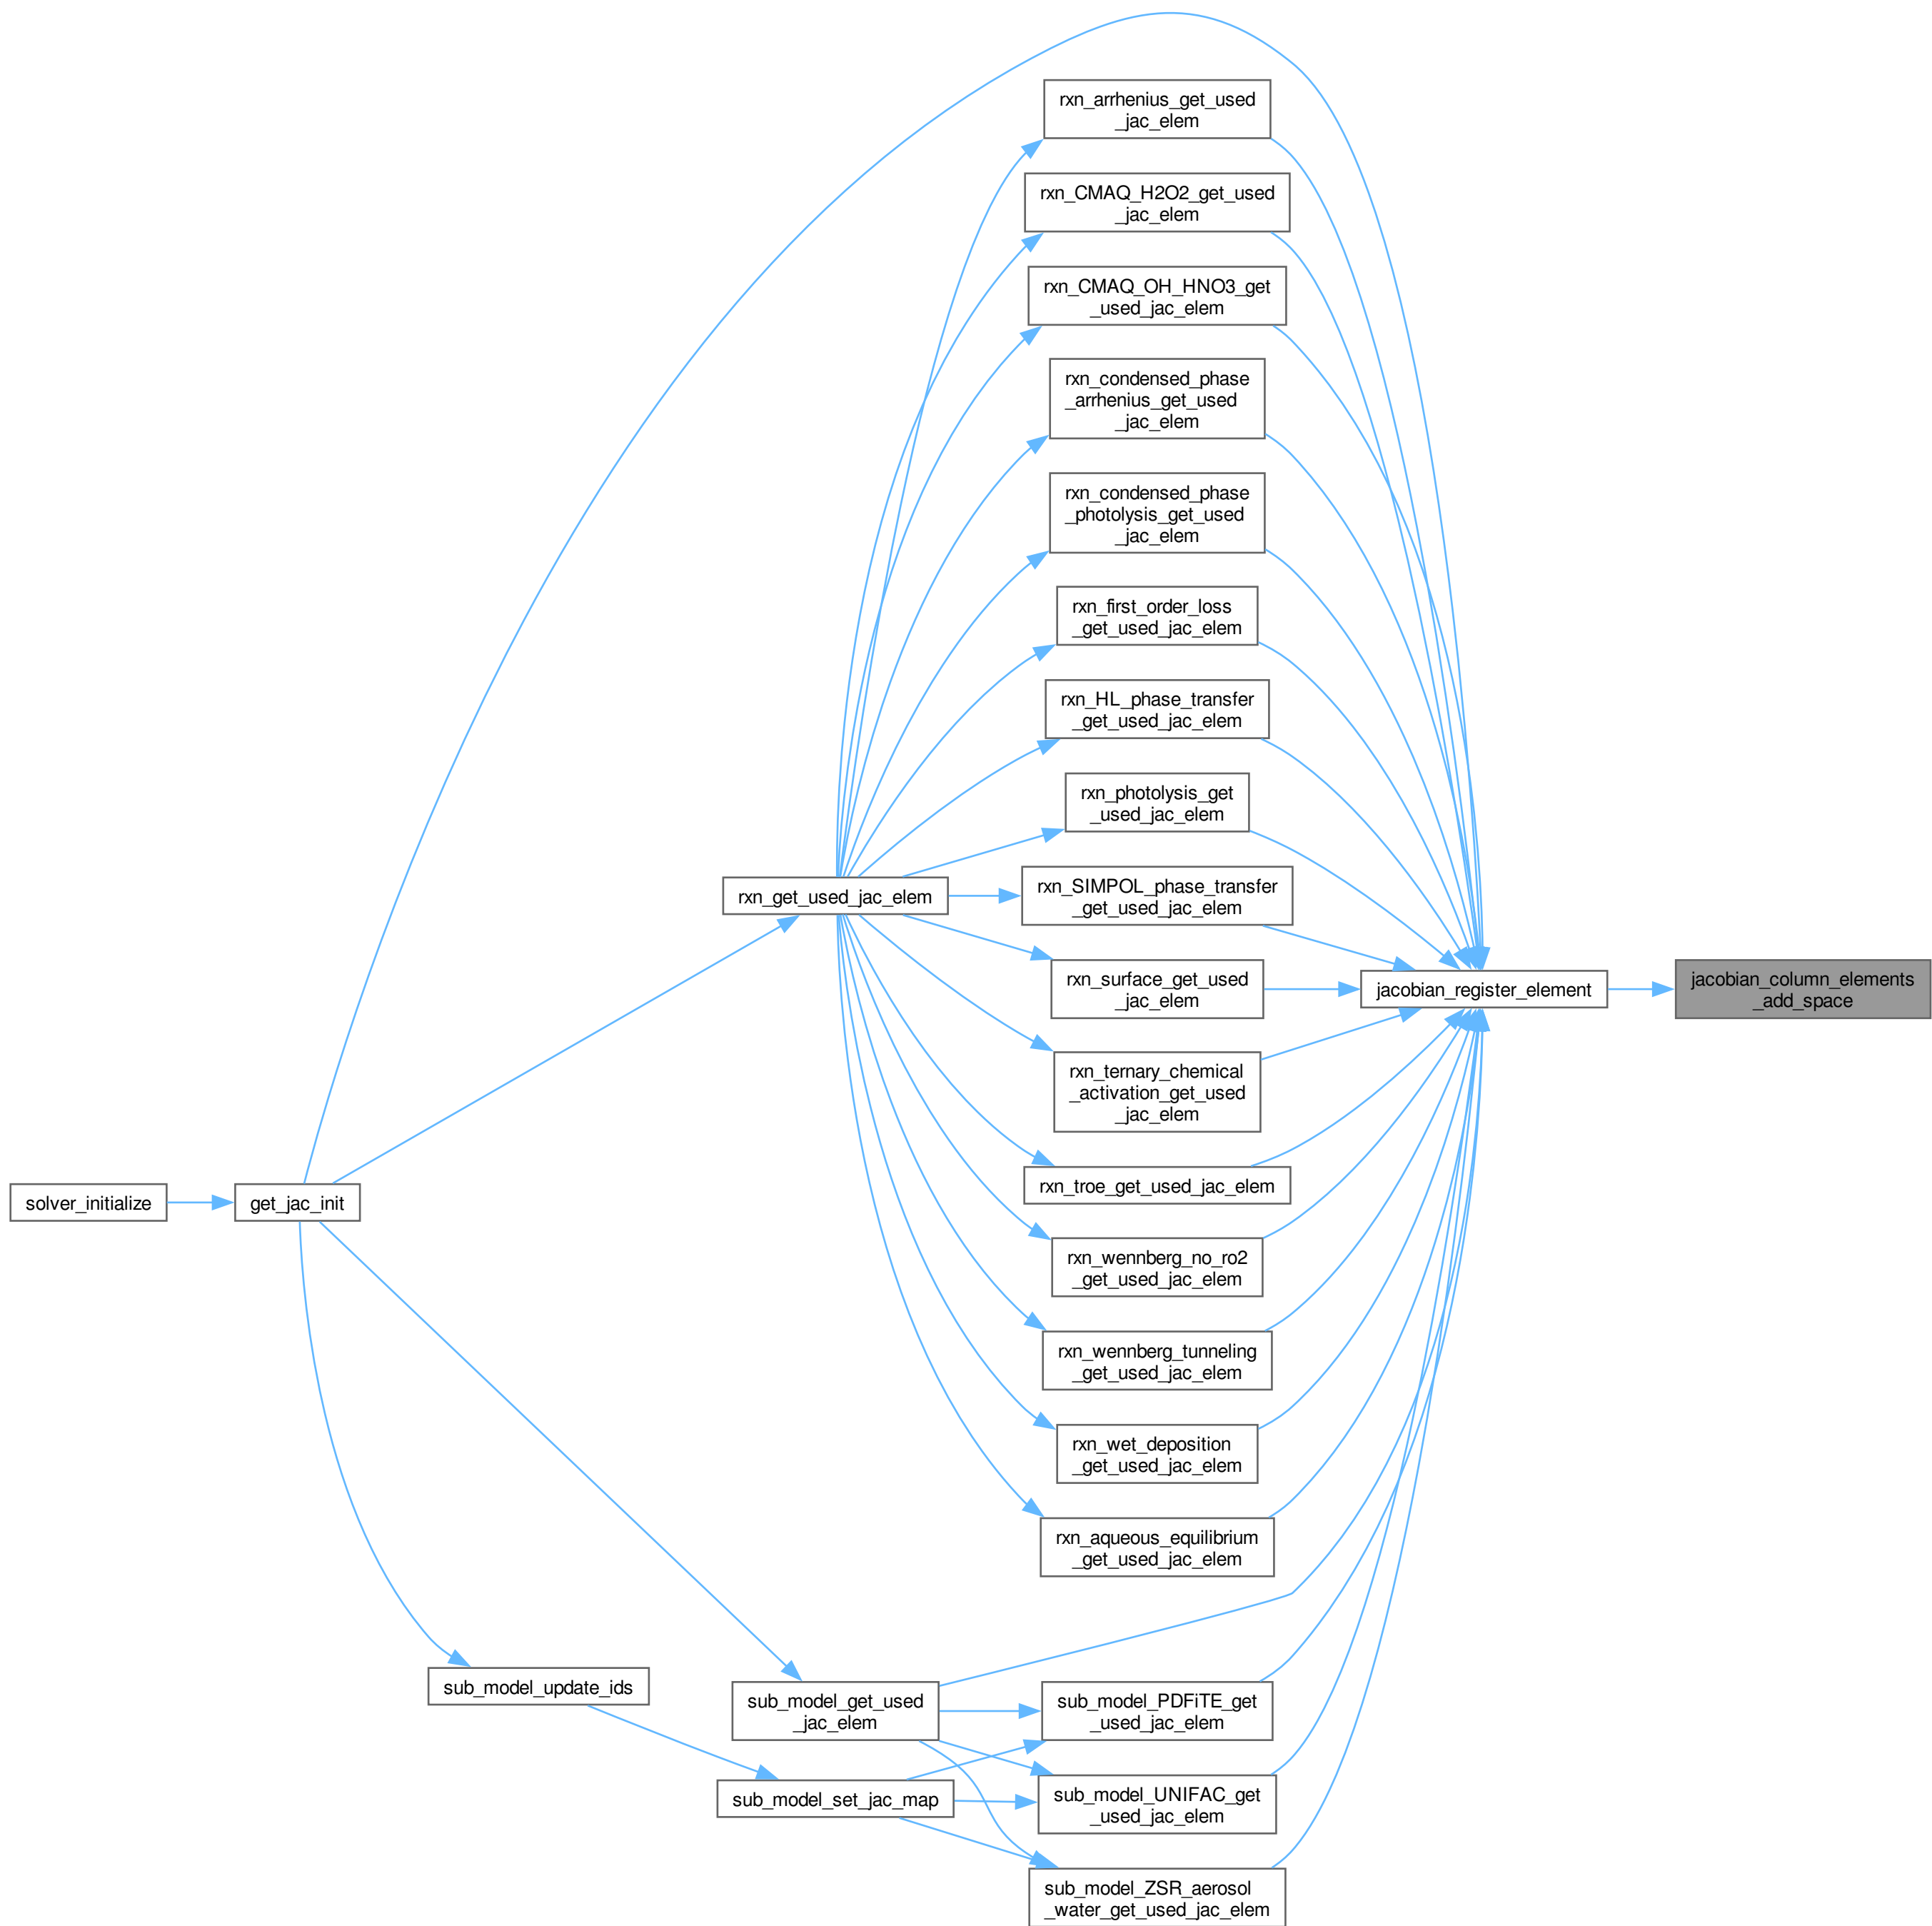 rxn_arrhenius_get_used
_jac_elem
rxn_CMAQ_H2O2_get_used
_jac_elem
rxn_CMAQ_OH_HNO3_get
_used_jac_elem
rxn_condensed_phase
_arrhenius_get_used
_jac_elem
rxn_condensed_phase
_photolysis_get_used
_jac_elem
rxn_first_order_loss
_get_used_jac_elem
rxn_HL_phase_transfer
_get_used_jac_elem
rxn_photolysis_get
_used_jac_elem
rxn_get_used_jac_elem
rxn_SIMPOL_phase_transfer
_get_used_jac_elem
rxn_surface_get_used
_jac_elem
jacobian_register_element
jacobian_column_elements
_add_space
rxn_ternary_chemical
_activation_get_used
_jac_elem
rxn_troe_get_used_jac_elem
solver_initialize
get_jac_init
rxn_wennberg_no_ro2
_get_used_jac_elem
rxn_wennberg_tunneling
_get_used_jac_elem
rxn_wet_deposition
_get_used_jac_elem
rxn_aqueous_equilibrium
_get_used_jac_elem
sub_model_update_ids
sub_model_get_used
_jac_elem
sub_model_PDFiTE_get
_used_jac_elem
sub_model_set_jac_map
sub_model_UNIFAC_get
_used_jac_elem
sub_model_ZSR_aerosol
_water_get_used_jac_elem